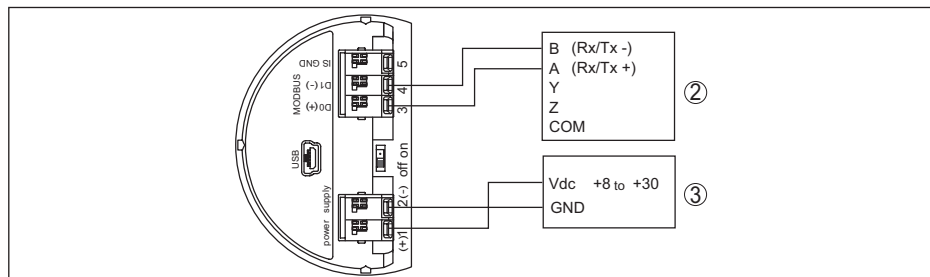 IS GND
D1(-)
D0(+)
MODBUS
5
4
3
USB
off on
power supply
2(-)
(+)1
B (Rx/Tx -)
A (Rx/Tx +)
Y
Z
COM
2
Vdc +8 to +30
GND
3